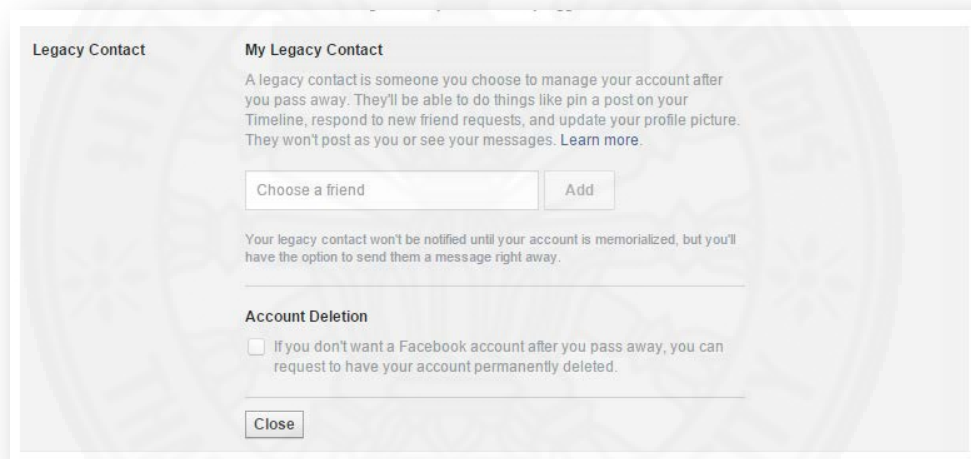 Legacy Contact
My Legacy Contact
A legacy contact is someone you choose to manage your account after
you pass away. They'll be able to do things like pin a post on your
Timeline, respond to new friend requests, and update your profile picture.
They won't post as you or see your messages. Learn more.
Choose a friend
Add
Your legacy contact won't be notified until your account is memorialized, but you'll
have the option to send them a message right away.
Account Deletion
If you don't want a Facebook account after you pass away, you can
request to have your account permanently deleted.
Close